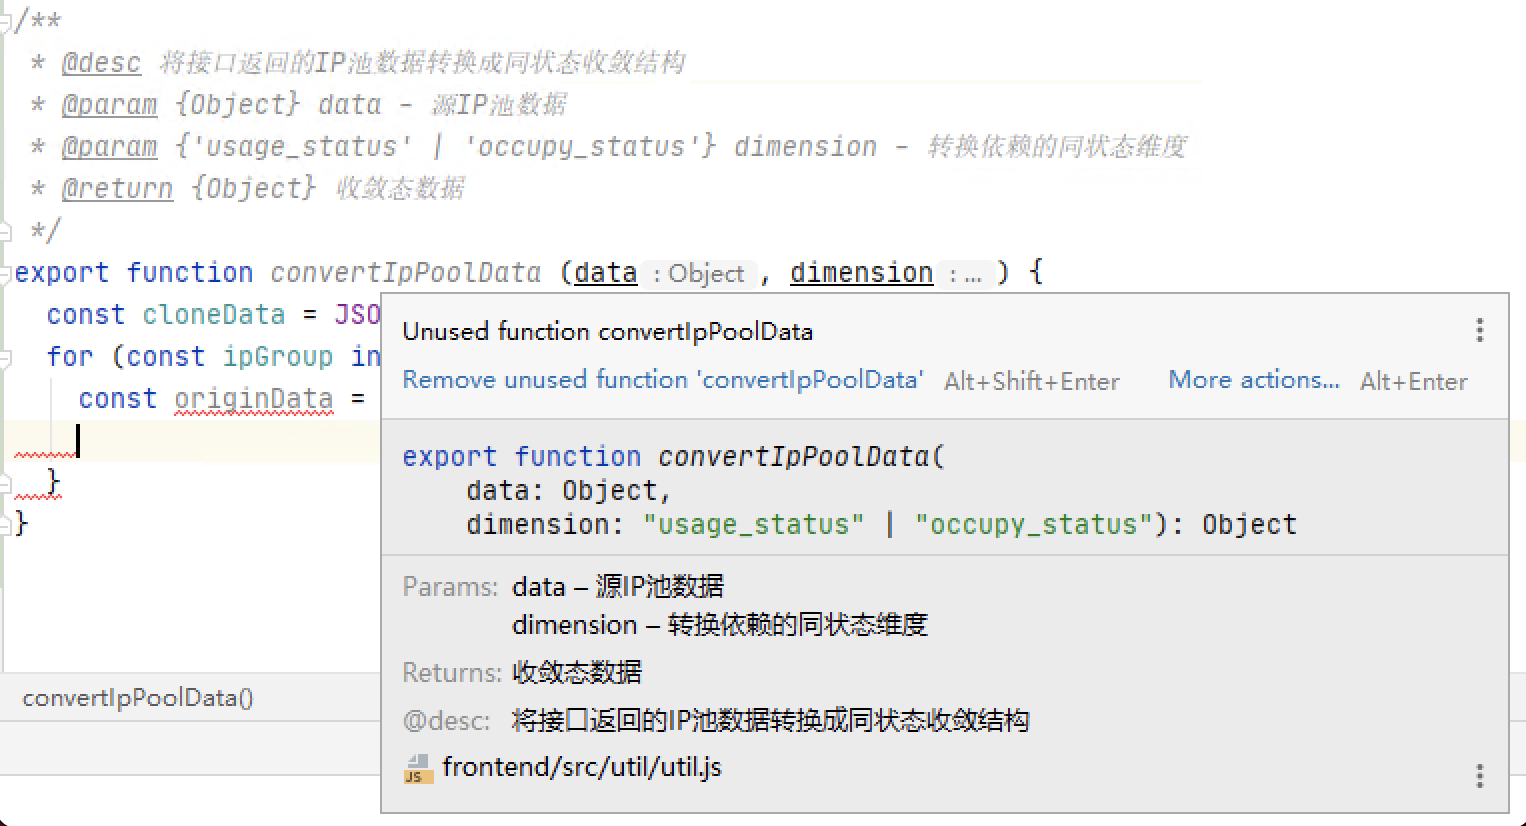 /**
* @desc 将接口返回的IP池数据转换成同状态收敛结构
* @param {Object} data - 源IP池数据
* @param {'usage_status' | 'occupy_status'} dimension - 转换依赖的同状态维度
* @return {Object} 收敛态数据
*/
export function convertIpPoolData (data : Object , dimension : ... ) {
const cloneData = JSO
for (const ipGroup in
const originData =
}
}
Unused function convertIpPoolData
Remove unused function 'convertIpPoolData' Alt+Shift+Enter More actions... Alt+Enter
export function convertIpPoolData(
data: Object,
dimension: "usage_status" | "occupy_status"): Object
Params: data – 源IP池数据
dimension – 转换依赖的同状态维度
Returns: 收敛态数据
@desc: 将接口返回的IP池数据转换成同状态收敛结构
JS frontend/src/util/util.js
convertIpPoolData()